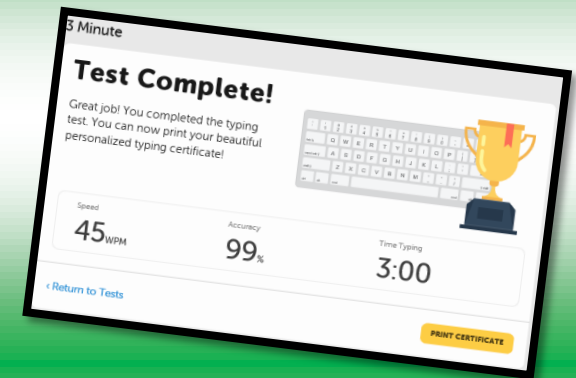 3 Minute
Test Complete!
Great job! You completed the typing
test. You can now print your beautiful
personalized typing certificate!
Speed
Accuracy
Time Typing
45WPM
99%
3:00
‹ Return to Tests
PRINT CERTIFICATE